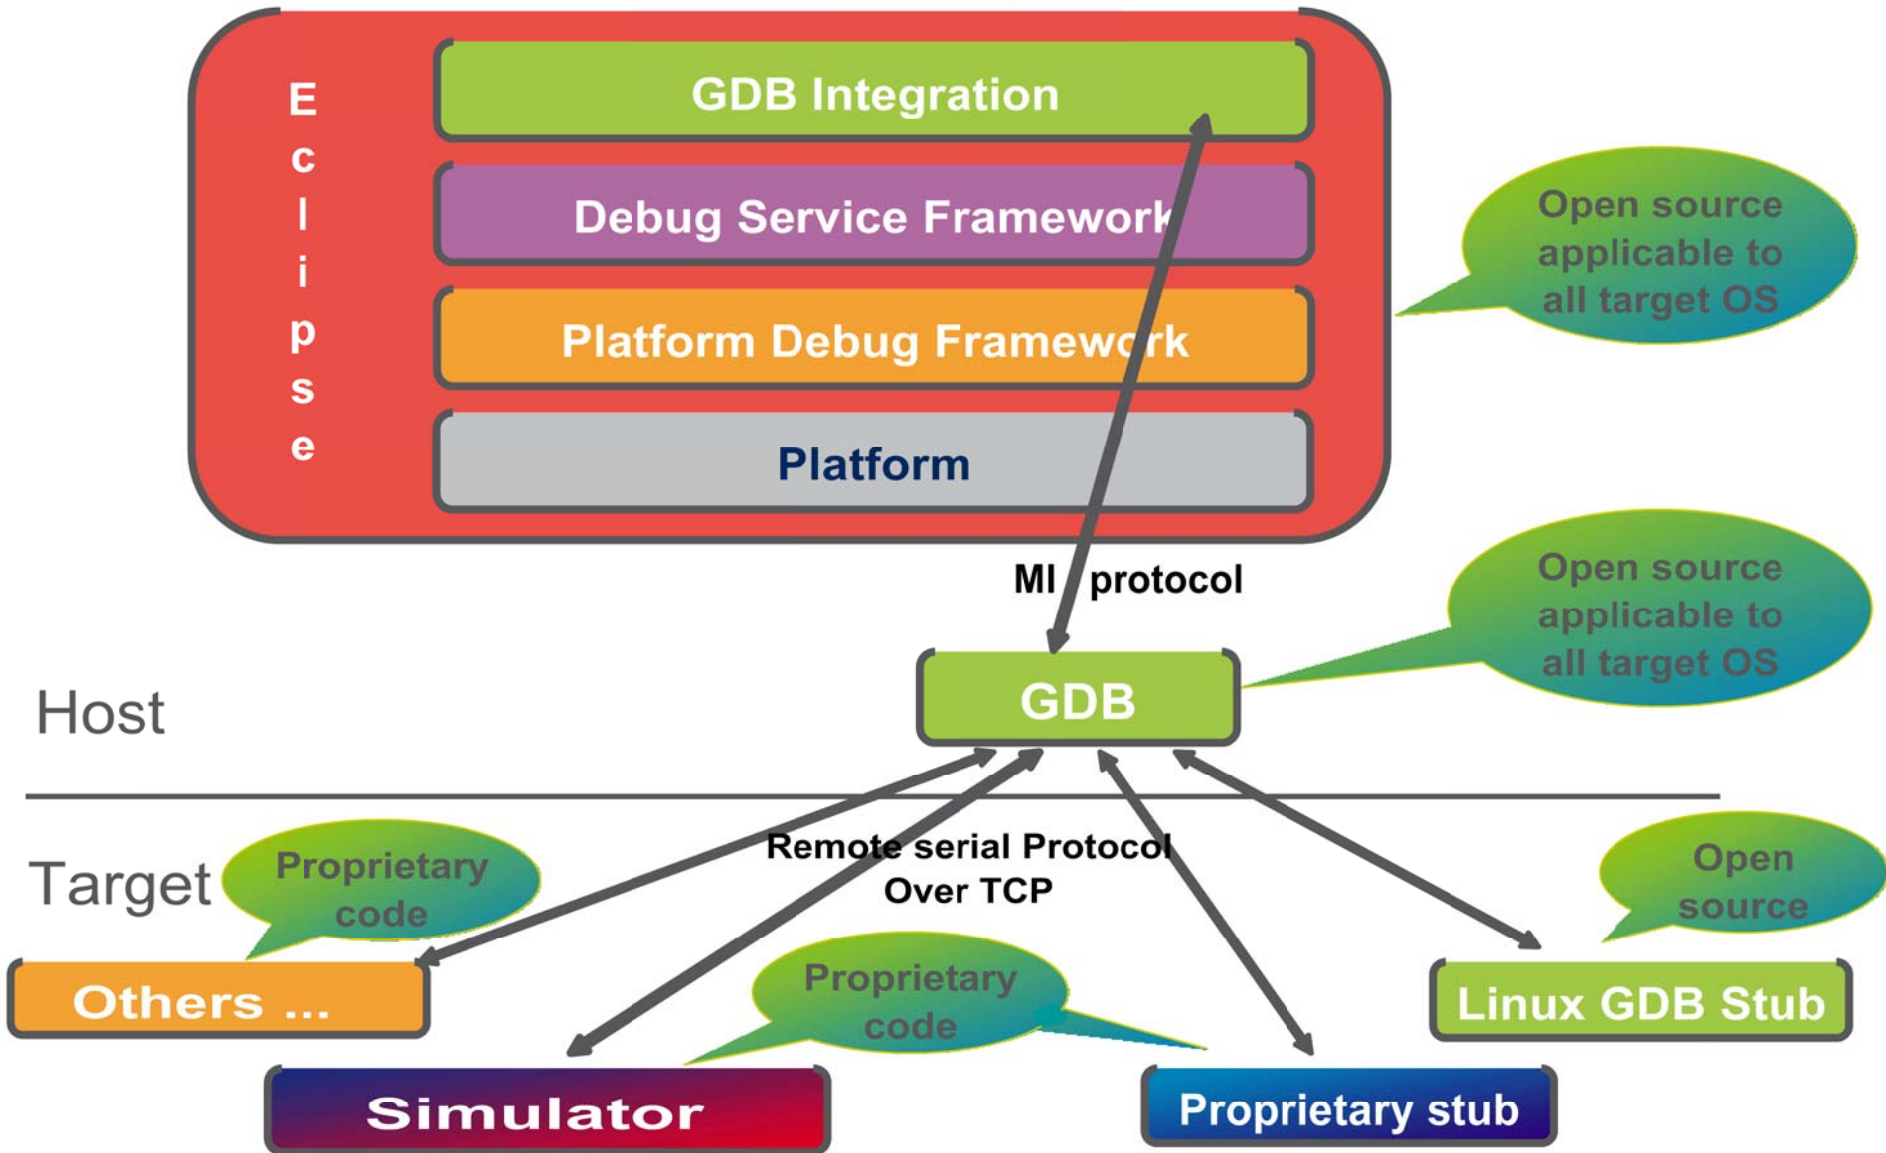 Eclipse
GDB Integration
Debug Service Framework
Platform Debug Framework
Platform
Open source
applicable to
all target OS
MI protocol
Open source
applicable to
all target OS
GDB
Host
Target
Remote serial Protocol
Over TCP
Proprietary
code
Open
source
Proprietary
code
Others ...
Linux GDB Stub
Simulator
Proprietary stub